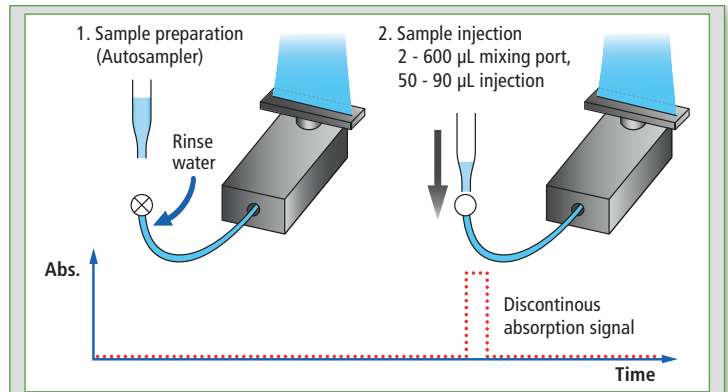 1. Sample preparation
(Autosampler)
Rinse
water
2. Sample injection
2 - 600 µL mixing port,
50 - 90 µL injection
Abs.
Discontinous
absorption signal
Time